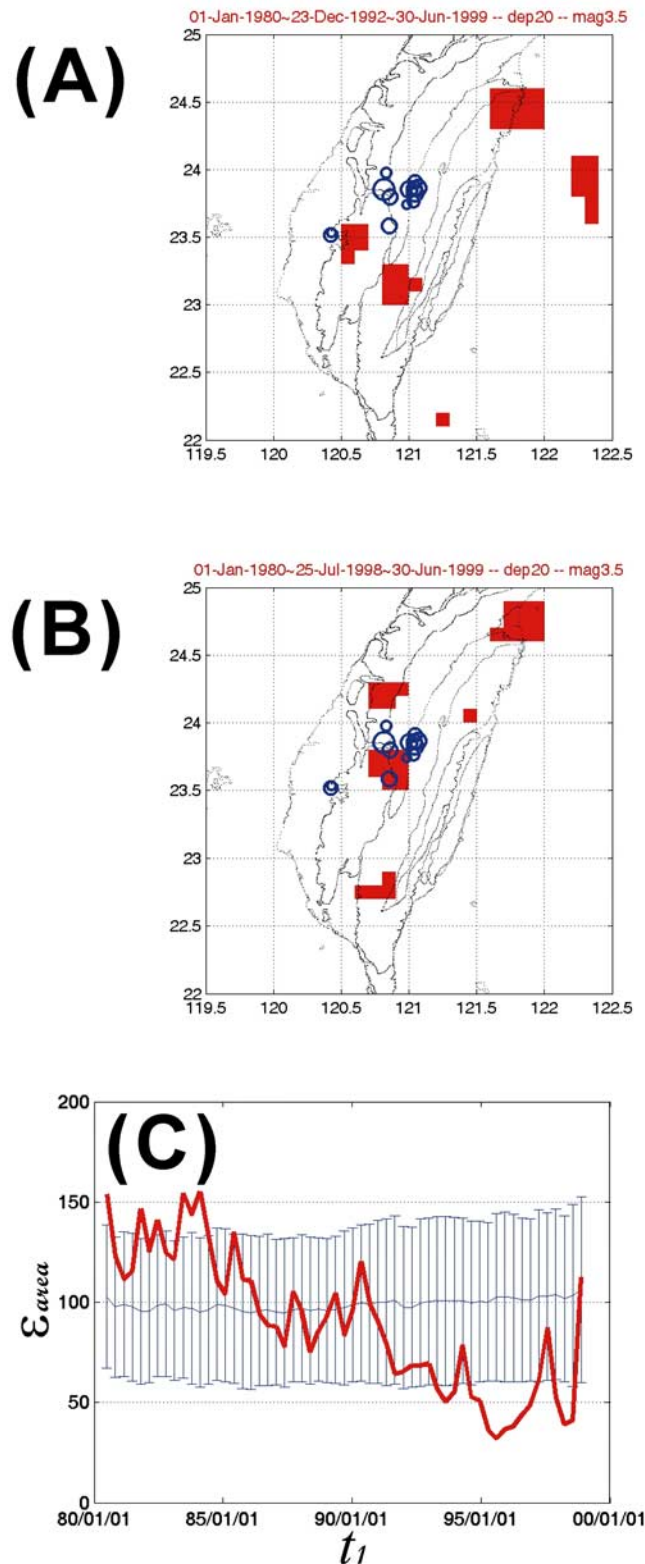 (A)
01-Jan-1980~23-Dec-1992~30-Jun-1999 -- dep20 -- mag3.5
25
24.5
24
23.5
23
22.5
22
119.5 120 120.5 121 121.5 122 122.5
(B)
01-Jan-1980~25-Jul-1998~30-Jun-1999 -- dep20 -- mag3.5
25
24.5
24
23.5
23
22.5
22
119.5 120 120.5 121 121.5 122 122.5
(C)
200
150
100
50
0
εarea
80/01/01 85/01/01 90/01/01 95/01/01 00/01/01
t1